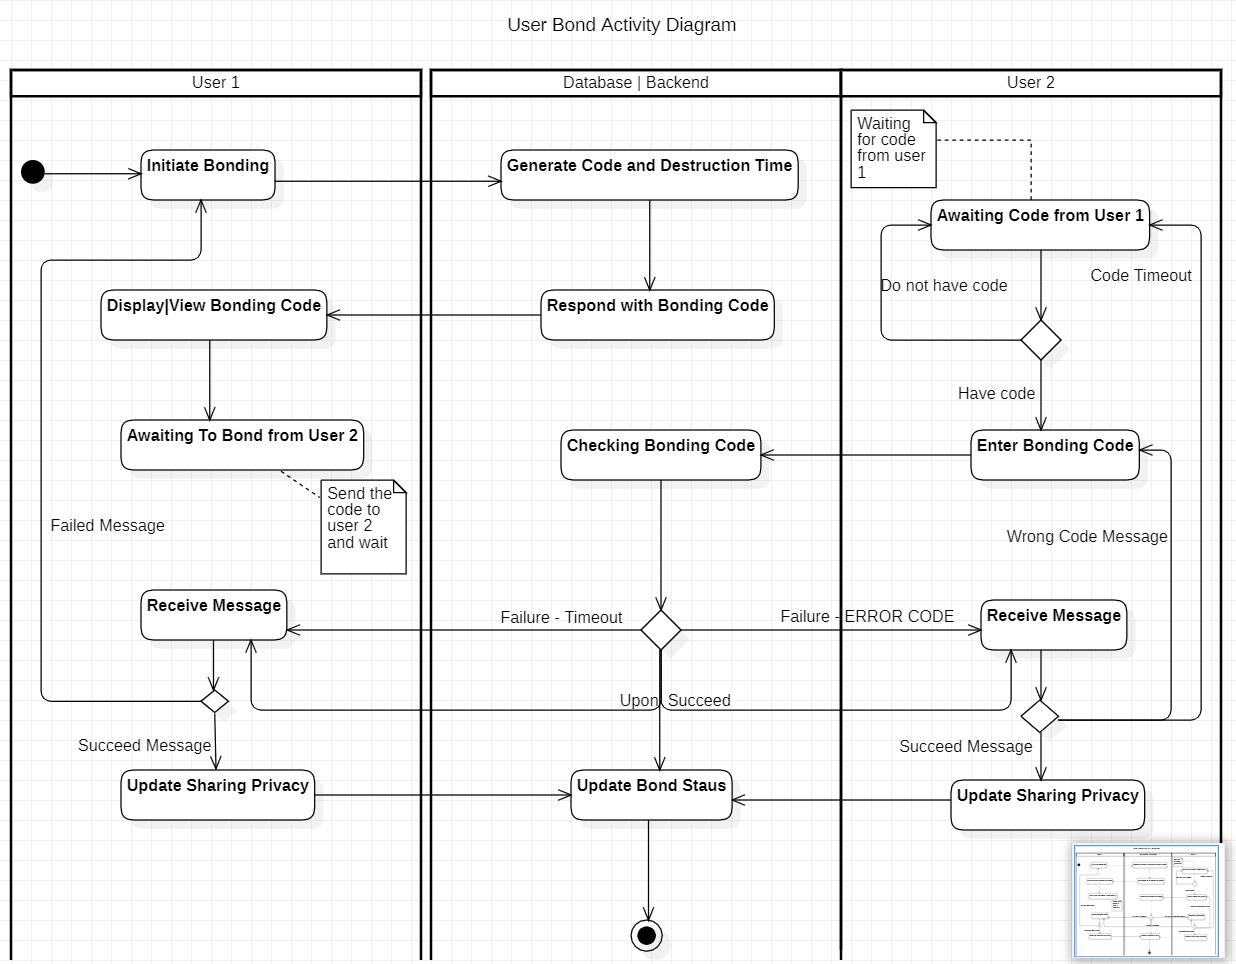 User Bond Activity Diagram
User 1
Database | Backend
User 2
Waiting
for code
from user
1
Initiate Bonding
Generate Code and Destruction Time
Awaiting Code from User 1
Do not have code
Code Timeout
Display|View Bonding Code
Respond with Bonding Code
Have code
Awaiting To Bond from User 2
Checking Bonding Code
Enter Bonding Code
Send the
code to
user 2
and wait
Failed Message
Wrong Code Message
Receive Message
Failure - Timeout
Failure - ERROR CODE
Receive Message
Upon Succeed
Succeed Message
Succeed Message
Update Sharing Privacy
Update Bond Staus
Update Sharing Privacy